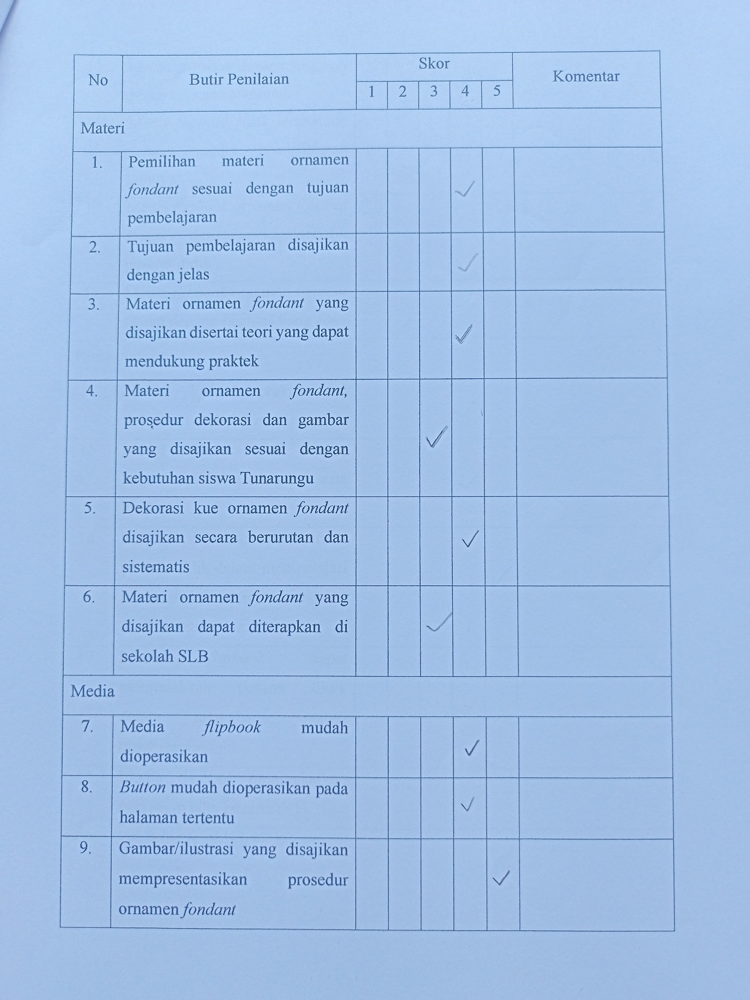 No
Butir Penilaian
Skor
Komentar
1 2 3 4 5
Materi
1. Pemilihan materi ornamen
fondant sesuai dengan tujuan
pembelajaran
✓
2. Tujuan pembelajaran disajikan
dengan jelas
✓
3. Materi ornamen fondant yang
disajikan disertai teori yang dapat
mendukung praktek
✓
4. Materi ornamen fondant,
prosedur dekorasi dan gambar
yang disajikan sesuai dengan
kebutuhan siswa Tunarungu
✓
5. Dekorasi kue ornamen fondant
disajikan secara berurutan dan
sistematis
✓
6. Materi ornamen fondant yang
disajikan dapat diterapkan di
sekolah SLB
✓
Media
7. Media flipbook mudah
dioperasikan
✓
8. Button mudah dioperasikan pada
halaman tertentu
✓
9. Gambar/ilustrasi yang disajikan
mempresentasikan prosedur
ornamen fondant
✓